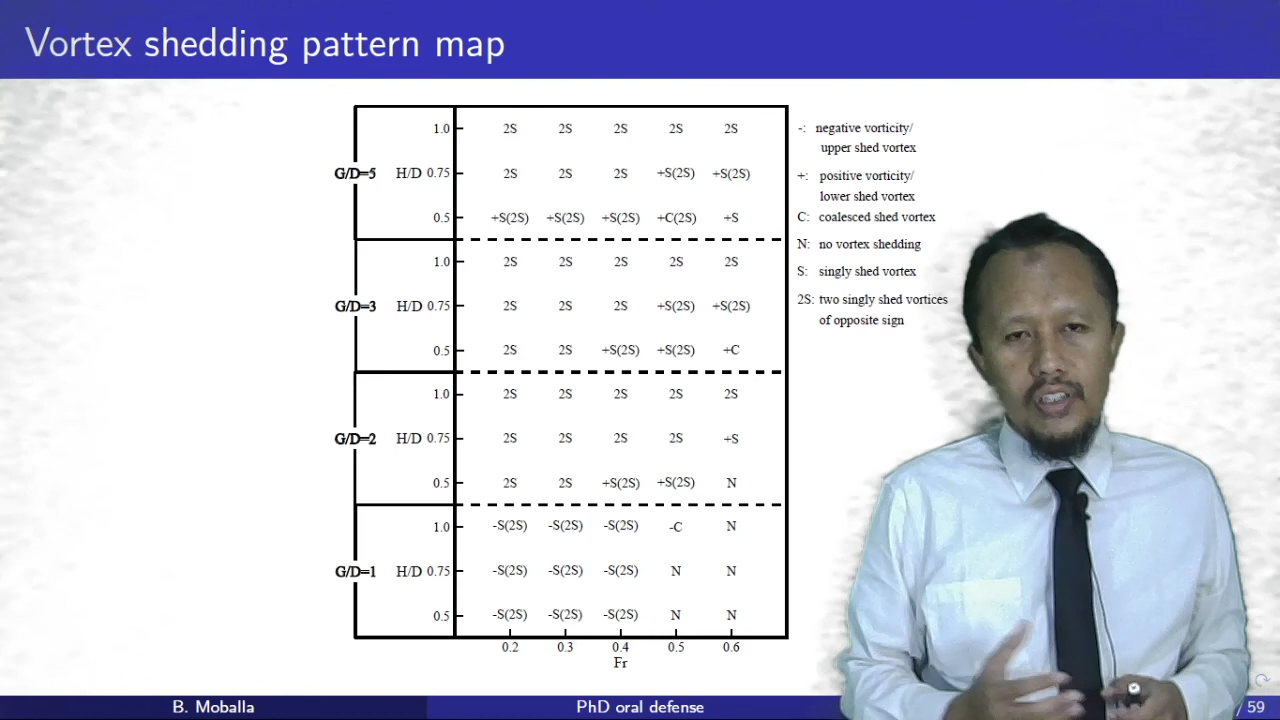 Vortex shedding pattern map
1.0 2S 2S 2S 2S 2S
G/D=5 H/D 0.75 2S 2S 2S +S(2S) +S(2S)
0.5 +S(2S) +S(2S) +S(2S) +C(2S) +S
1.0 2S 2S 2S 2S 2S
G/D=3 H/D 0.75 2S 2S 2S +S(2S) +S(2S)
0.5 2S 2S +S(2S) +S(2S) +C
1.0 2S 2S 2S 2S 2S
G/D=2 H/D 0.75 2S 2S 2S 2S +S
0.5 2S 2S +S(2S) +S(2S) N
1.0 -S(2S) -S(2S) -S(2S) -C N
G/D=1 H/D 0.75 -S(2S) -S(2S) -S(2S) N N
0.5 -S(2S) -S(2S) -S(2S) N N
0.2 0.3 0.4 0.5 0.6
Fr
-: negative vorticity/
upper shed vortex
+: positive vorticity/
lower shed vortex
C: coalesced shed vortex
N: no vortex shedding
S: singly shed vortex
2S: two singly shed vortices
of opposite sign
B. Moballa PhD oral defense / 59